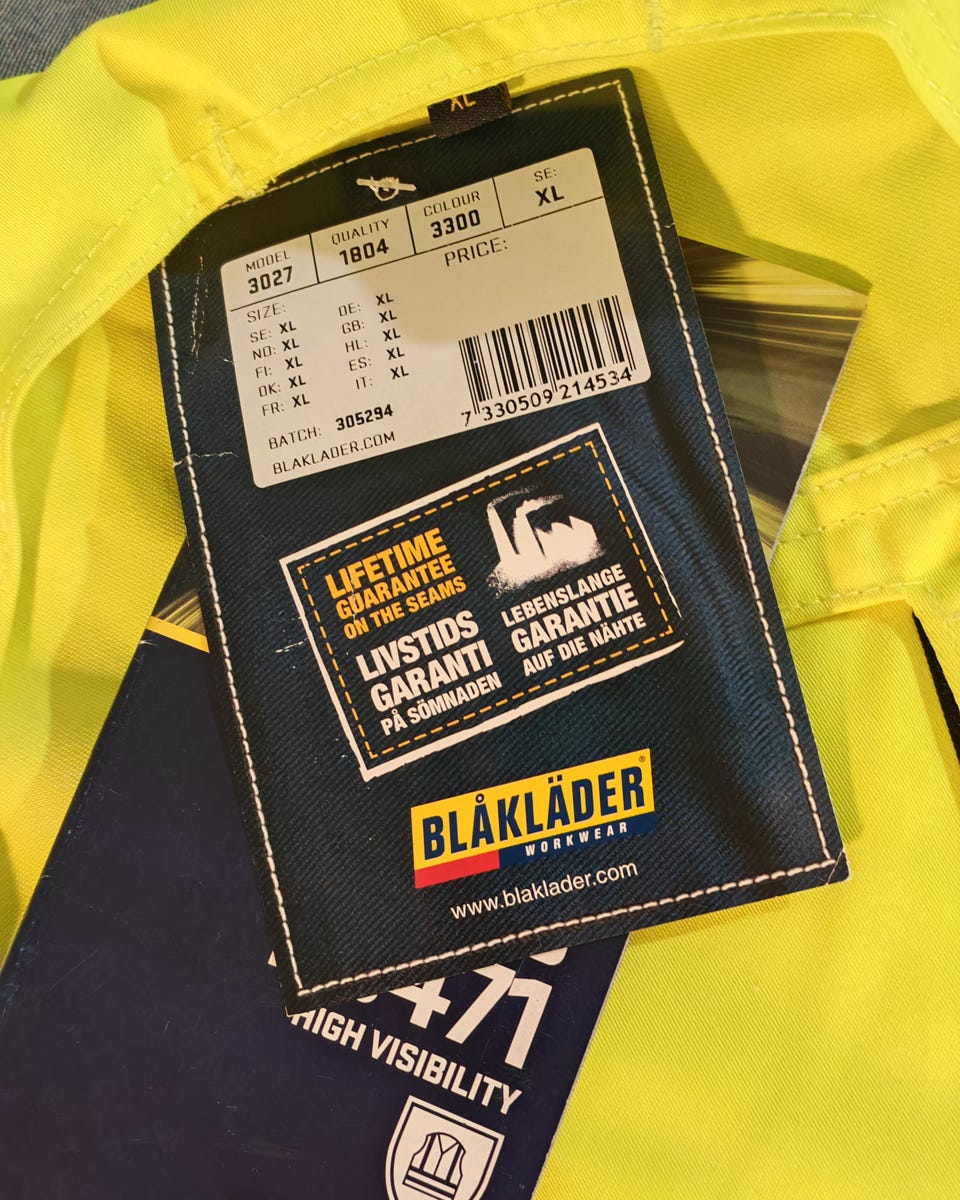 XL
MODEL
3027
QUALITY
1804
COLOUR
3300
SE:
XL
PRICE:
SIZE:
SE: XL
NO: XL
FI: XL
DK: XL
FR: XL
DE: XL
GB: XL
HL: XL
ES: XL
IT: XL
BATCH: 305294
BLAKLADER.COM
7 330509 214534
LIFETIME
GUARANTEE
ON THE SEAMS
LIVSTIDS
GARANTI
PÅ SÖMNADEN
LEBENSLANGE
GARANTIE
AUF DIE NÄHTE
BLÅKLÄDER®
WORKWEAR
www.blaklader.com
HIGH VISIBILITY